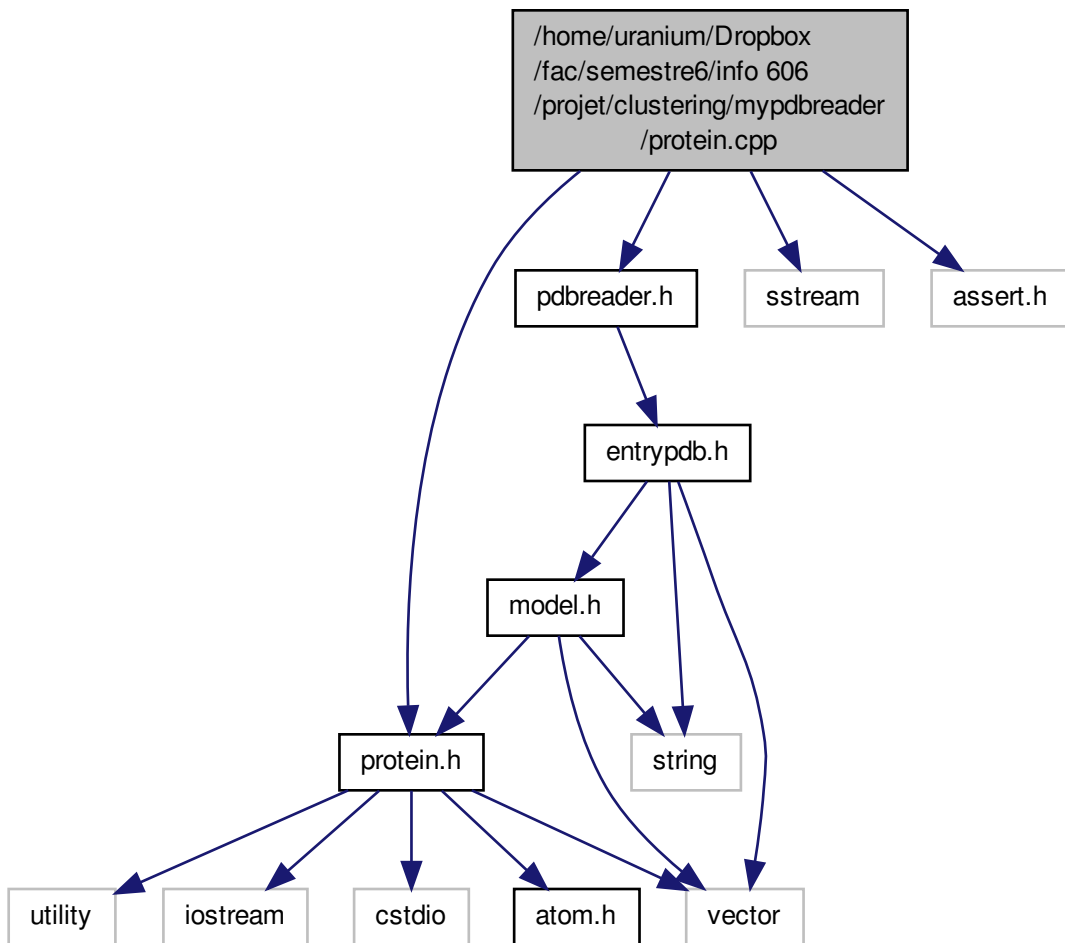 /home/uranium/Dropbox
/fac/semestre6/info 606
/projet/clustering/mypdbreader
/protein.cpp
pdbreader.h
sstream
assert.h
entrypdb.h
model.h
protein.h
string
utility
iostream
cstdio
atom.h
vector